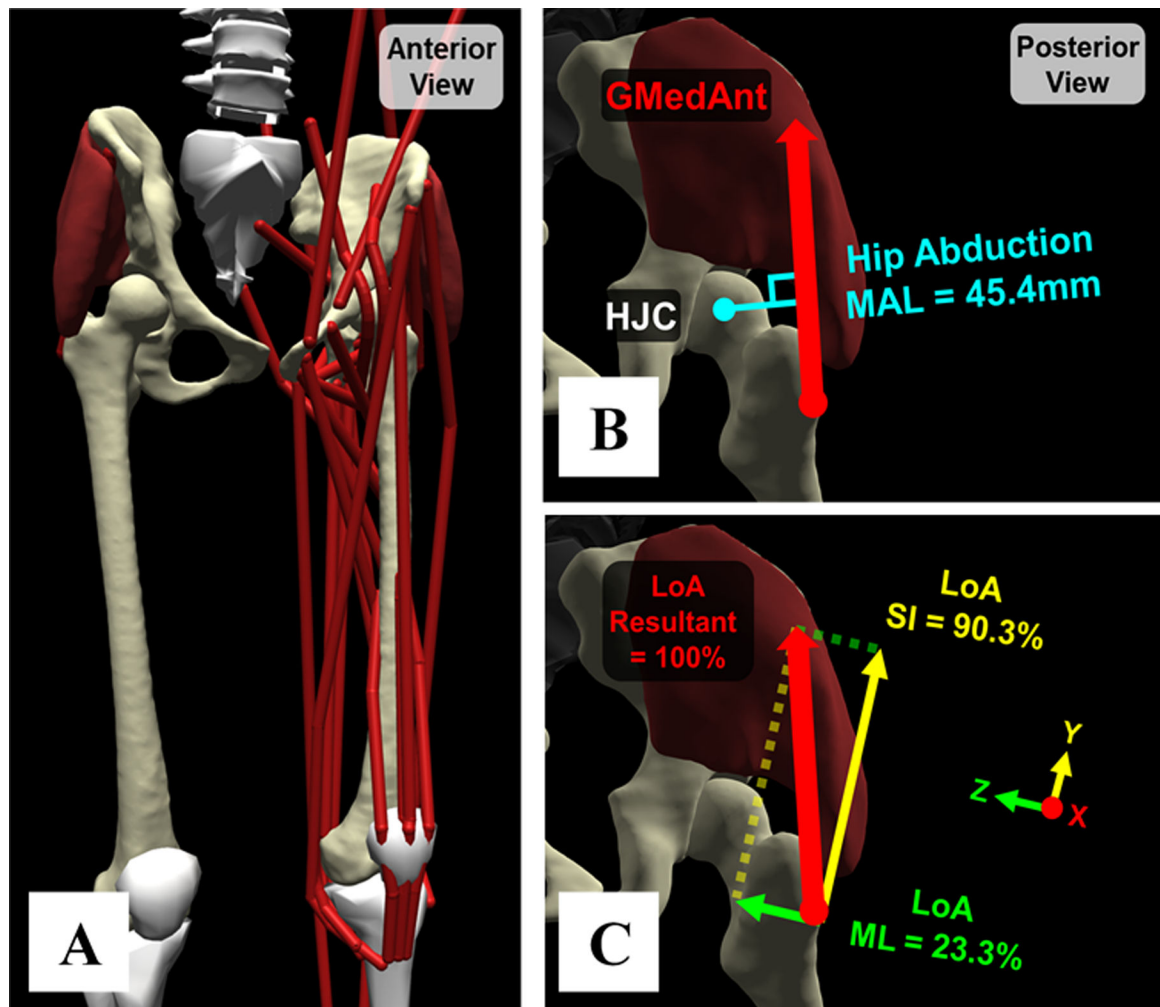 Anterior
View
A
Posterior
View
GMedAnt
Hip Abduction
MAL = 45.4mm
HJC
B
LoA
Resultant
= 100%
LoA
SI = 90.3%
Y
Z
X
LoA
ML = 23.3%
C